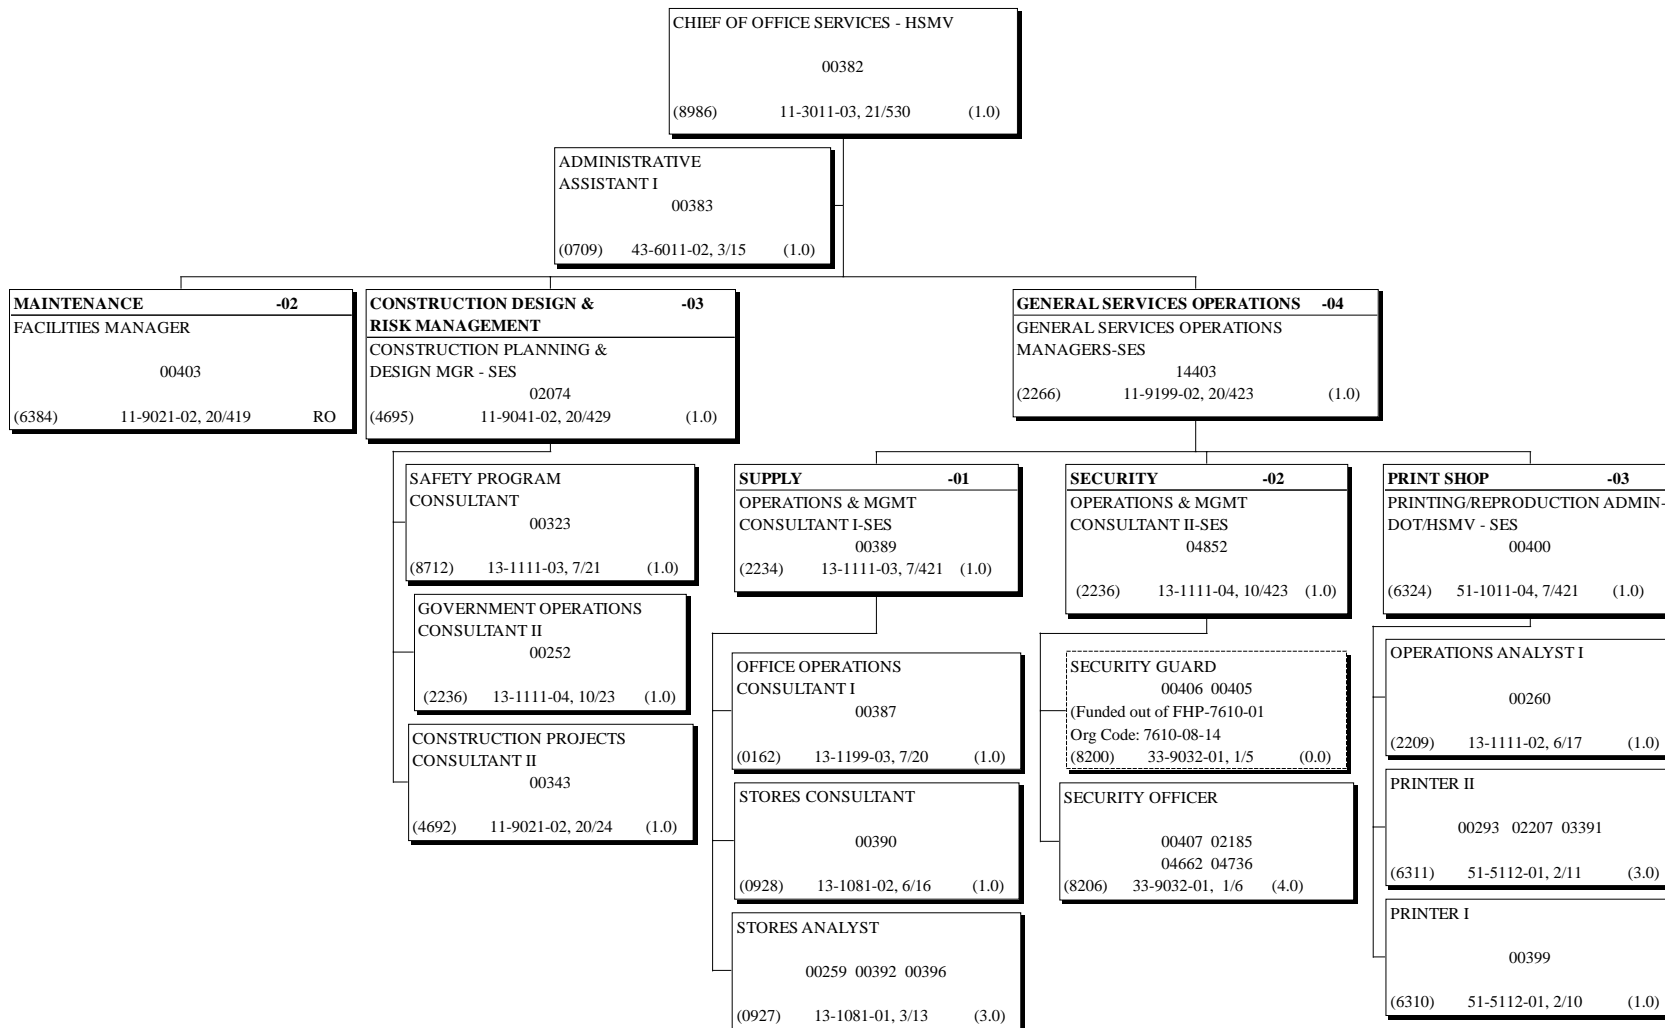 CHIEF OF OFFICE SERVICES - HSMV
00382
(8986) 11-3011-03, 21/530 (1.0)
ADMINISTRATIVE
ASSISTANT I
00383
(0709) 43-6011-02, 3/15 (1.0)
MAINTENANCE -02
FACILITIES MANAGER
00403
(6384) 11-9021-02, 20/419 RO
CONSTRUCTION DESIGN & -03
RISK MANAGEMENT
CONSTRUCTION PLANNING &
DESIGN MGR - SES
02074
(4695) 11-9041-02, 20/429 (1.0)
SAFETY PROGRAM
CONSULTANT
00323
(8712) 13-1111-03, 7/21 (1.0)
GOVERNMENT OPERATIONS
CONSULTANT II
00252
(2236) 13-1111-04, 10/23 (1.0)
CONSTRUCTION PROJECTS
CONSULTANT II
00343
(4692) 11-9021-02, 20/24 (1.0)
GENERAL SERVICES OPERATIONS -04
GENERAL SERVICES OPERATIONS
MANAGERS-SES
14403
(2266) 11-9199-02, 20/423 (1.0)
SUPPLY -01
OPERATIONS & MGMT
CONSULTANT I-SES
00389
(2234) 13-1111-03, 7/421 (1.0)
OFFICE OPERATIONS
CONSULTANT I
00387
(0162) 13-1199-03, 7/20 (1.0)
STORES CONSULTANT
00390
(0928) 13-1081-02, 6/16 (1.0)
STORES ANALYST
00259 00392 00396
(0927) 13-1081-01, 3/13 (3.0)
SECURITY -02
OPERATIONS & MGMT
CONSULTANT II-SES
04852
(2236) 13-1111-04, 10/423 (1.0)
SECURITY GUARD
00406 00405
(Funded out of FHP-7610-01
Org Code: 7610-08-14
(8200) 33-9032-01, 1/5 (0.0)
SECURITY OFFICER
00407 02185
04662 04736
(8206) 33-9032-01, 1/6 (4.0)
PRINT SHOP -03
PRINTING/REPRODUCTION ADMIN-
DOT/HSMV - SES
00400
(6324) 51-1011-04, 7/421 (1.0)
OPERATIONS ANALYST I
00260
(2209) 13-1111-02, 6/17 (1.0)
PRINTER II
00293 02207 03391
(6311) 51-5112-01, 2/11 (3.0)
PRINTER I
00399
(6310) 51-5112-01, 2/10 (1.0)